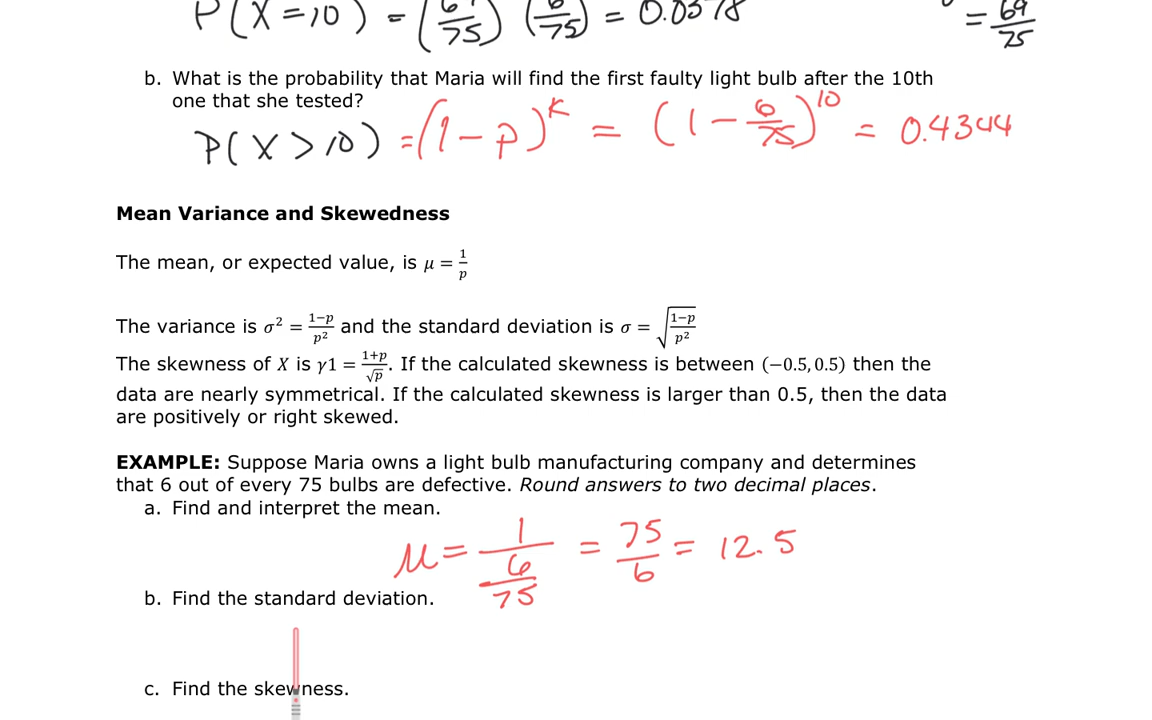 P(X=10) = (69/75)⁹ (6/75) = 0.0378
= 69/75
b. What is the probability that Maria will find the first faulty light bulb after the 10th
one that she tested?
P(X>10) = (1-p)^K = (1 - 6/75)^10 = 0.4344
Mean Variance and Skewedness
The mean, or expected value, is μ = 1/p
The variance is σ² = (1−p)/p² and the standard deviation is σ = √((1−p)/p²)
The skewness of X is γ1 = (1+p)/√p. If the calculated skewness is between (−0.5, 0.5) then the
data are nearly symmetrical. If the calculated skewness is larger than 0.5, then the data
are positively or right skewed.
EXAMPLE: Suppose Maria owns a light bulb manufacturing company and determines
that 6 out of every 75 bulbs are defective. Round answers to two decimal places.
a. Find and interpret the mean.
μ = 1/(6/75) = 75/6 = 12.5
b. Find the standard deviation.
c. Find the skewness.